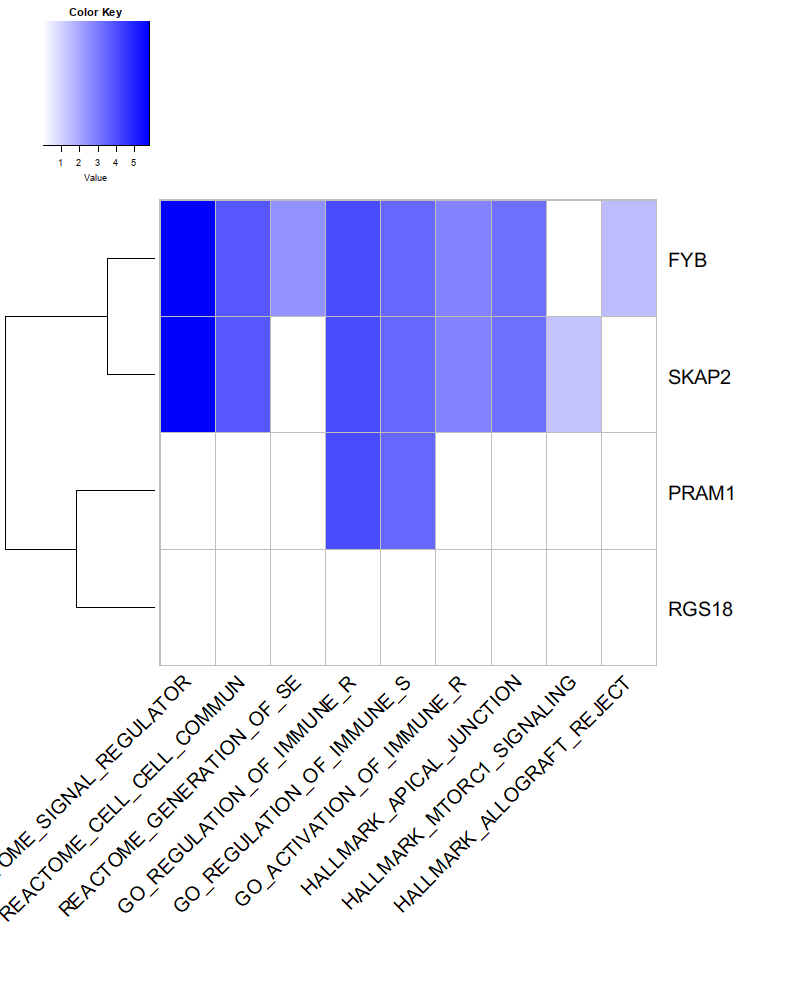 Color Key
1 2 3 4 5
Value
FYB
SKAP2
PRAM1
RGS18
OME_SIGNAL_REGULATOR
REACTOME_CELL_CELL_COMMUN
REACTOME_GENERATION_OF_SE
GO_REGULATION_OF_IMMUNE_R
GO_REGULATION_OF_IMMUNE_S
GO_ACTIVATION_OF_IMMUNE_R
HALLMARK_APICAL_JUNCTION
HALLMARK_MTORC1_SIGNALING
HALLMARK_ALLOGRAFT_REJECT